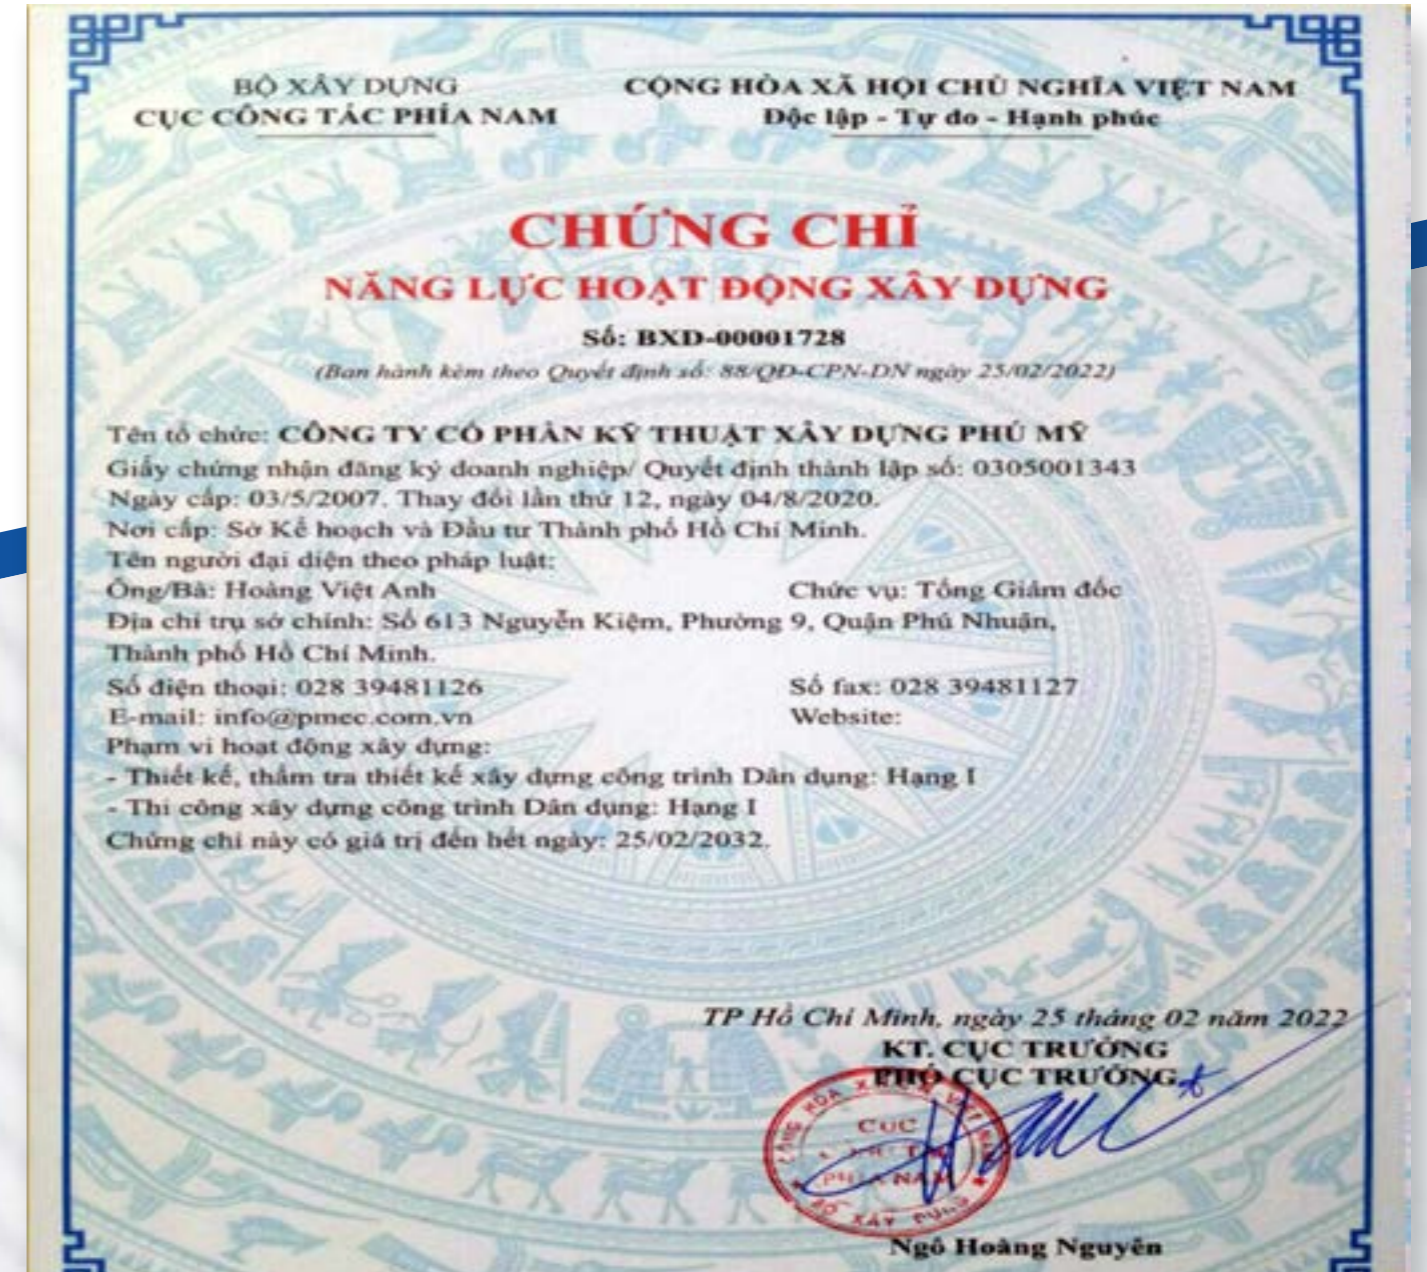 BỘ XÂY DỰNG
CỤC CÔNG TÁC PHÍA NAM
CỘNG HÒA XÃ HỘI CHỦ NGHĨA VIỆT NAM
Độc lập - Tự do - Hạnh phúc
CHỨNG CHỈ
NĂNG LỰC HOẠT ĐỘNG XÂY DỰNG
Số: BXD-00001728
(Ban hành kèm theo Quyết định số: 88/QĐ-CPN-DN ngày 25/02/2022)
Tên tổ chức: CÔNG TY CỔ PHẦN KỸ THUẬT XÂY DỰNG PHÚ MỸ
Giấy chứng nhận đăng ký doanh nghiệp/ Quyết định thành lập số: 0305001343
Ngày cấp: 03/5/2007. Thay đổi lần thứ 12, ngày 04/8/2020.
Nơi cấp: Sở Kế hoạch và Đầu tư Thành phố Hồ Chí Minh.
Tên người đại diện theo pháp luật:
Ông/Bà: Hoàng Việt Anh Chức vụ: Tổng Giám đốc
Địa chỉ trụ sở chính: Số 613 Nguyễn Kiệm, Phường 9, Quận Phú Nhuận,
Thành phố Hồ Chí Minh.
Số điện thoại: 028 39481126 Số fax: 028 39481127
E-mail: info@pmec.com.vn Website:
Phạm vi hoạt động xây dựng:
- Thiết kế, thẩm tra thiết kế xây dựng công trình Dân dụng: Hạng I
- Thi công xây dựng công trình Dân dụng: Hạng I
Chứng chỉ này có giá trị đến hết ngày: 25/02/2032.
TP Hồ Chí Minh, ngày 25 tháng 02 năm 2022
KT. CỤC TRƯỞNG
PHÓ CỤC TRƯỞNG
CỤC
PHÍA NAM
BỘ XÂY DỰNG
Ngô Hoàng Nguyên